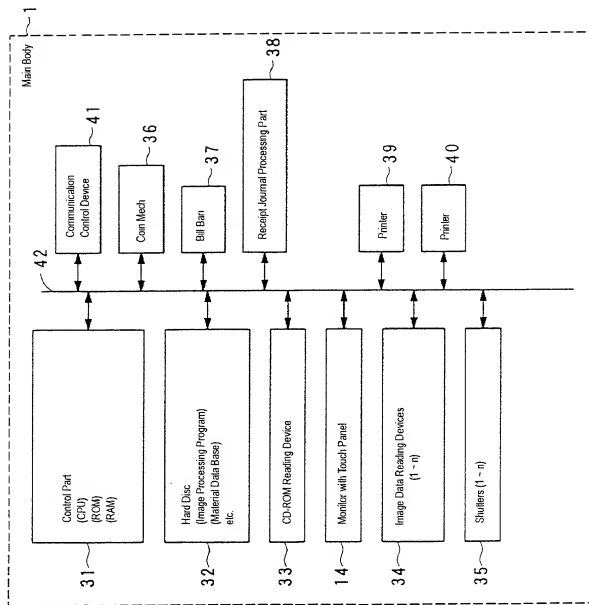 Main Body
1
42
Communication
Control Device
41
Coin Mech
36
Bill Bari
37
Receipt Journal Processing Part
38
Printer
39
Printer
40
Control Part
(CPU)
(ROM)
(RAM)
31
Hard Disc
(Image Processing Program)
(Material Data Base)
etc.
32
CD-ROM Reading Device
33
Monitor with Touch Panel
14
Image Data Reading Devices
(1 ~ n)
34
Shutters (1 ~ n)
35